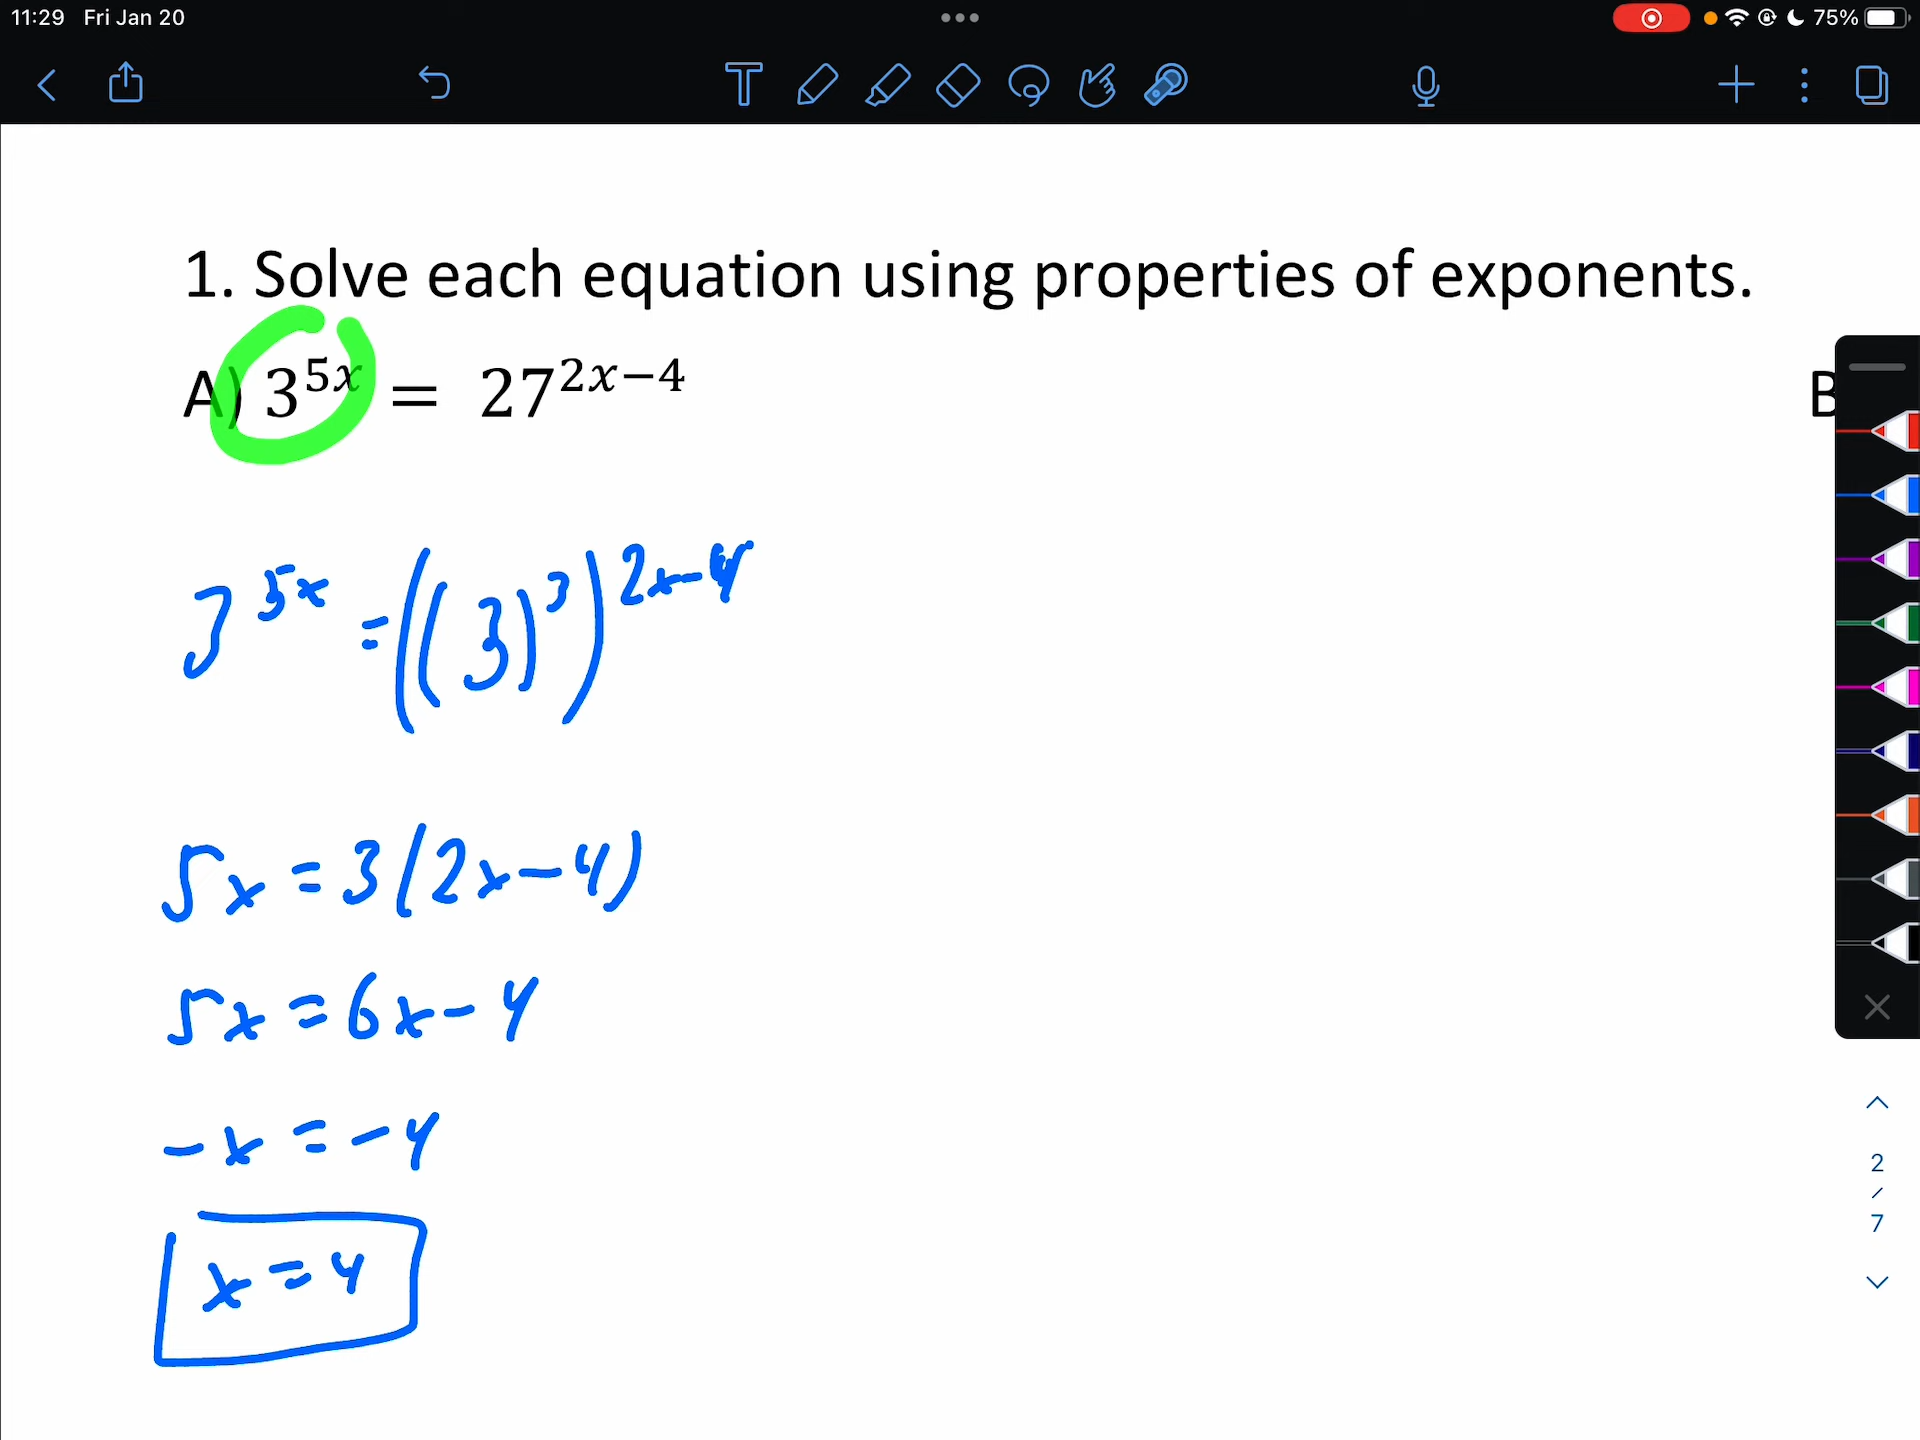 11:29 Fri Jan 20
75%
1. Solve each equation using properties of exponents.
A) 3^{5x} = 27^{2x−4}
B
3^{5x} = ((3)^3)^{2x-4}
5x = 3(2x-4)
5x = 6x-4
-x = -4
x = 4
2
/
7